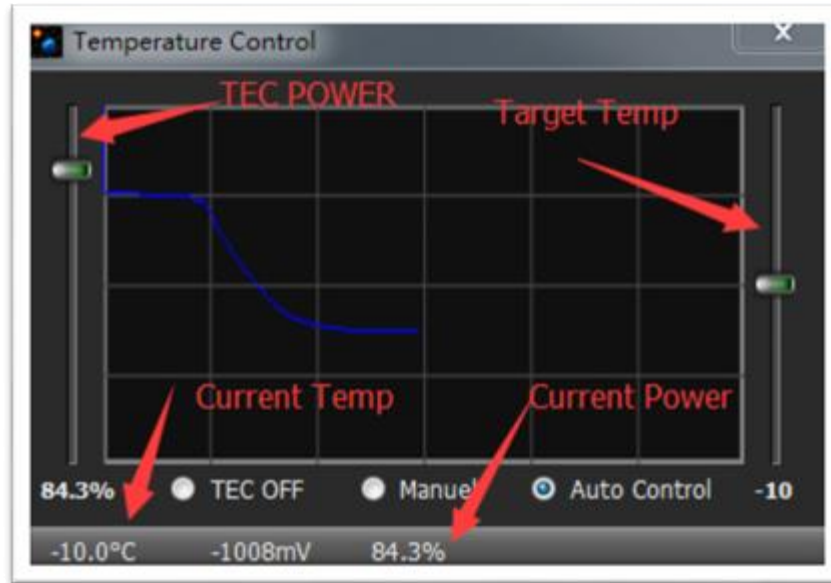 Temperature Control
X
TEC POWER
Target Temp
Current Temp
Current Power
84.3%
TEC OFF
Manuel
Auto Control
-10
-10.0°C
-1008mV
84.3%